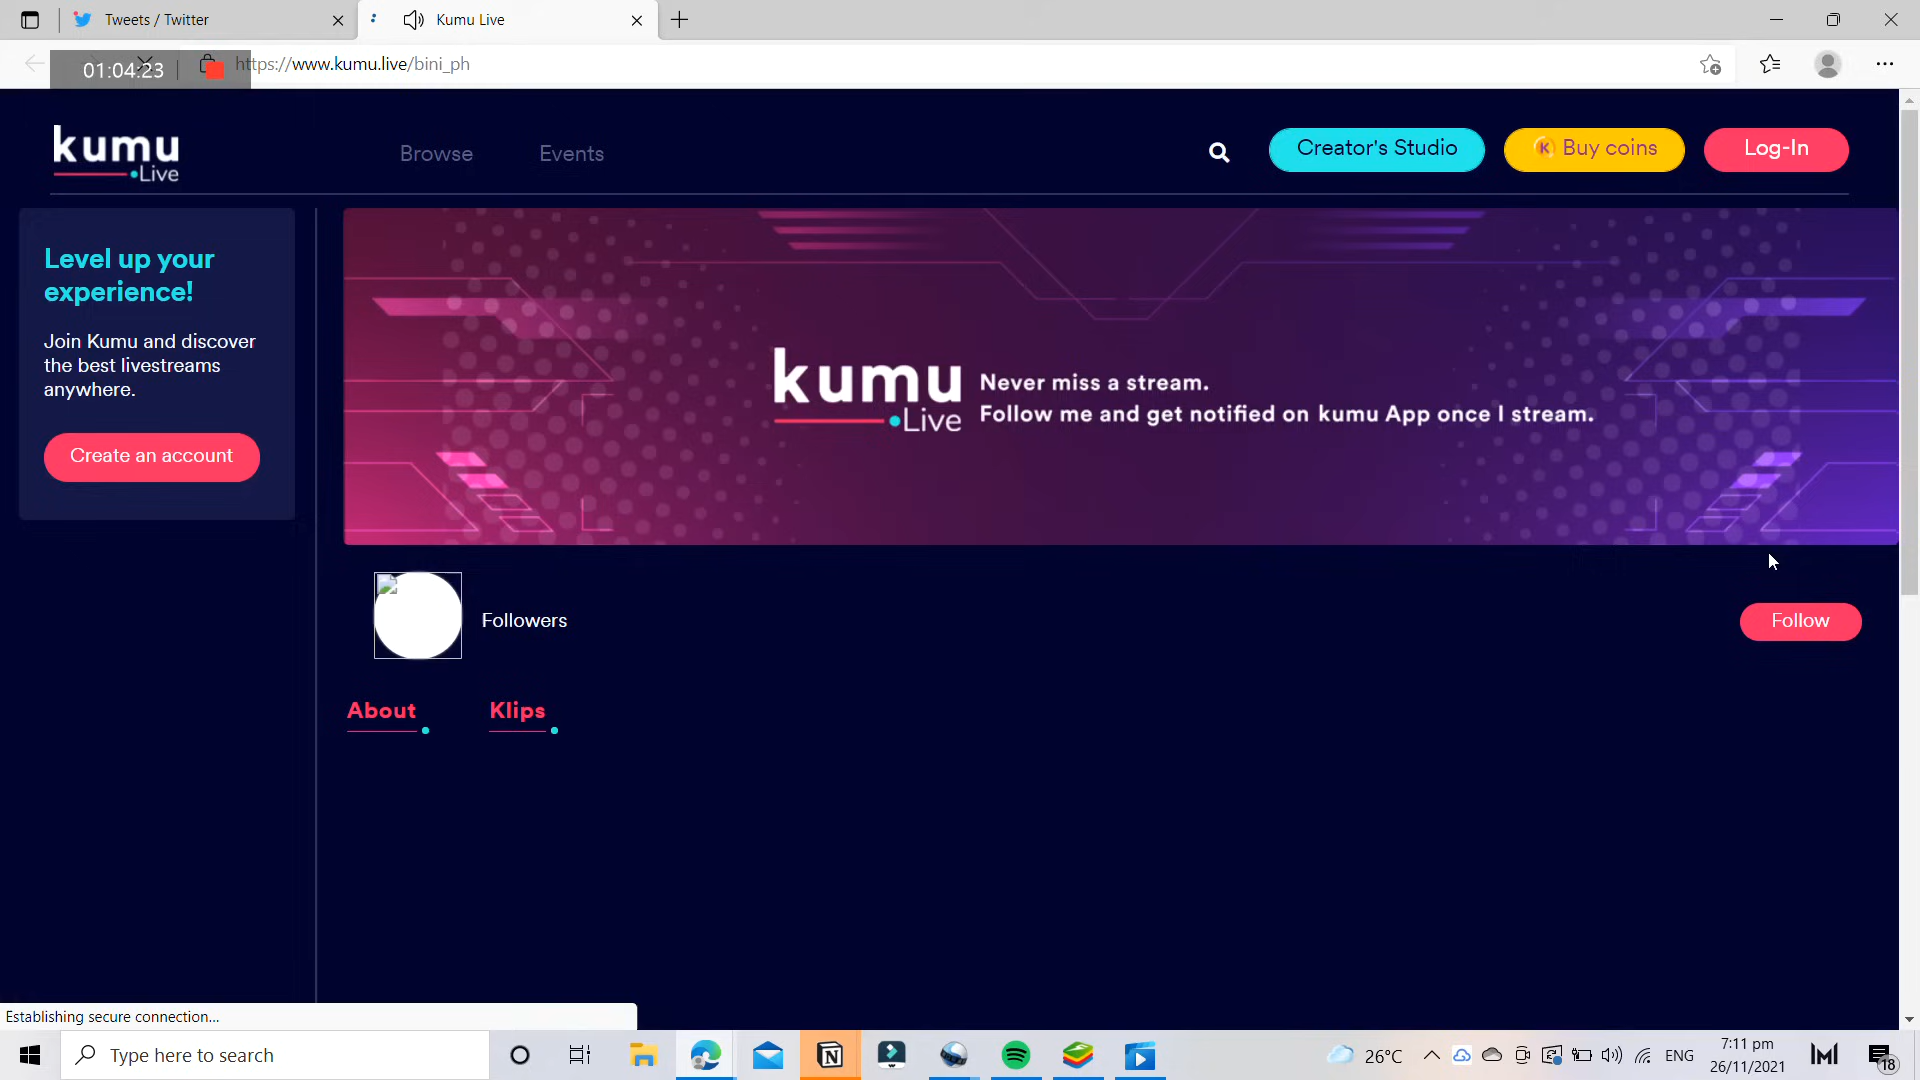 Tweets / Twitter
Kumu Live
01:04:23
https://www.kumu.live/bini_ph
kumu
Live
Browse
Events
Creator's Studio
K Buy coins
Log-In
Level up your
experience!
Join Kumu and discover
the best livestreams
anywhere.
Create an account
kumu
Live
Never miss a stream.
Follow me and get notified on kumu App once I stream.
Followers
Follow
About
Klips
Establishing secure connection...
Type here to search
26°C
ENG
7:11 pm
26/11/2021
18